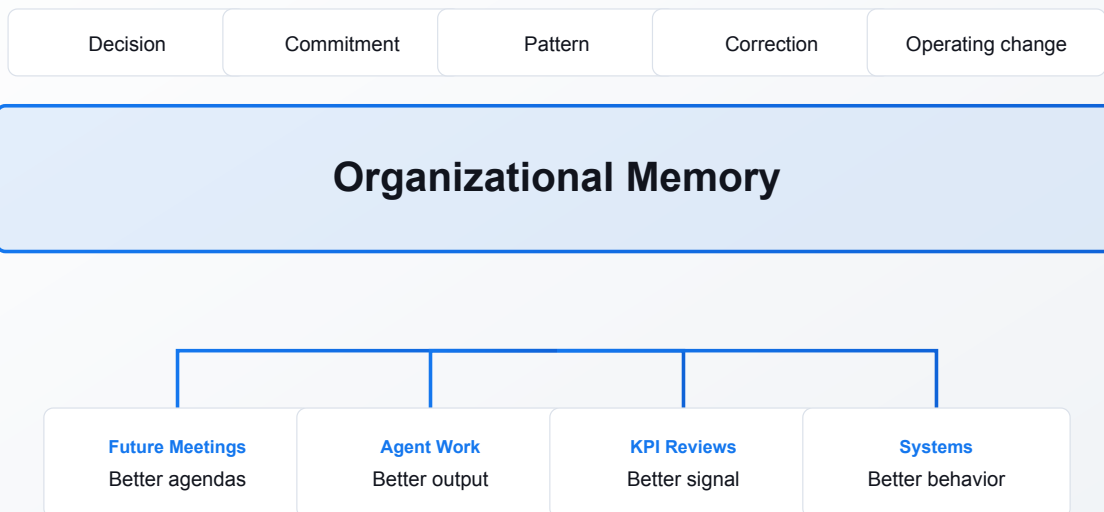 Decision
Commitment
Pattern
Correction
Operating change
Organizational Memory
Future Meetings
Better agendas
Agent Work
Better output
KPI Reviews
Better signal
Systems
Better behavior